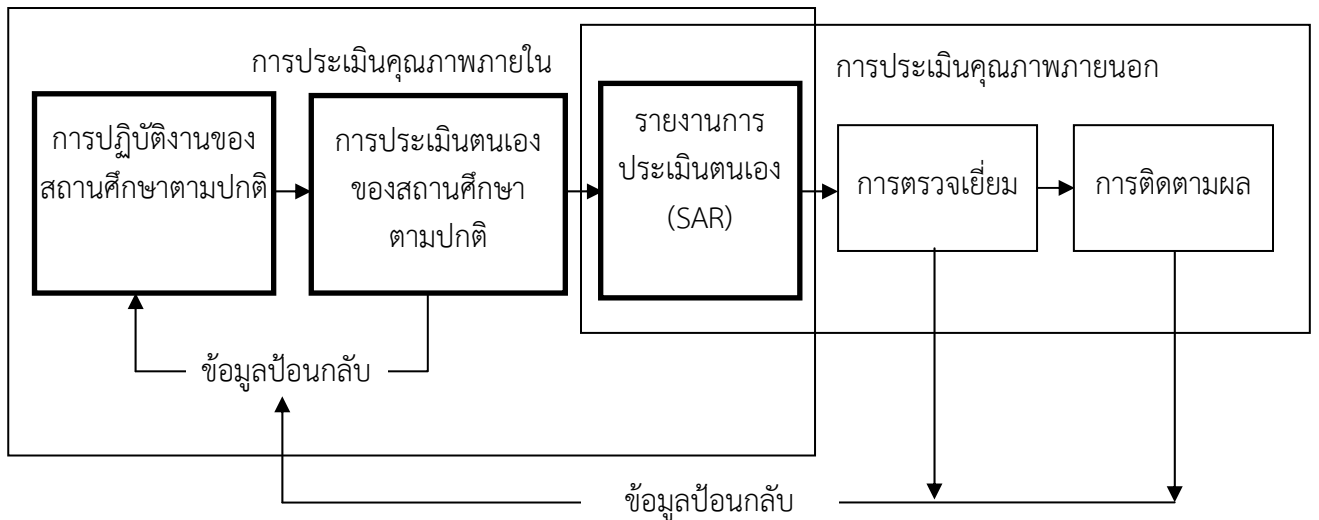 การประเมินคุณภาพภายใน
การประเมินคุณภาพภายนอก
การปฏิบัติงานของ
สถานศึกษาตามปกติ
การประเมินตนเอง
ของสถานศึกษา
ตามปกติ
รายงานการ
ประเมินตนเอง
(SAR)
การตรวจเยี่ยม
การติดตามผล
ข้อมูลป้อนกลับ
ข้อมูลป้อนกลับ